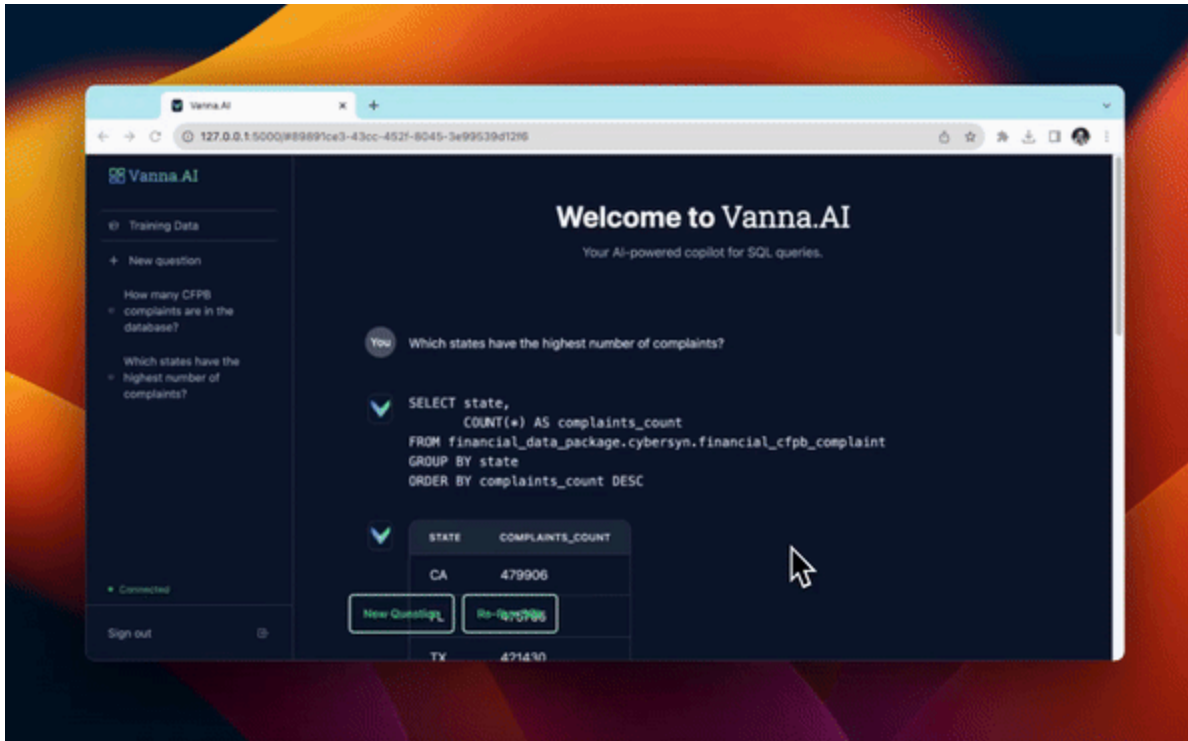 Vanna.AI
127.0.0.1:5000/#89891ce3-43cc-452f-8045-3e99539d12f6
Vanna.AI
Training Data
+ New question
How many CFPB
complaints are in the
database?
Which states have the
highest number of
complaints?
Connected
Sign out
Welcome to Vanna.AI
Your AI-powered copilot for SQL queries.
You
Which states have the highest number of complaints?
SELECT state,
COUNT(*) AS complaints_count
FROM financial_data_package.cybersyn.financial_cfpb_complaint
GROUP BY state
ORDER BY complaints_count DESC
STATE COMPLAINTS_COUNT
CA 479906
New Question
FL
TX 421430